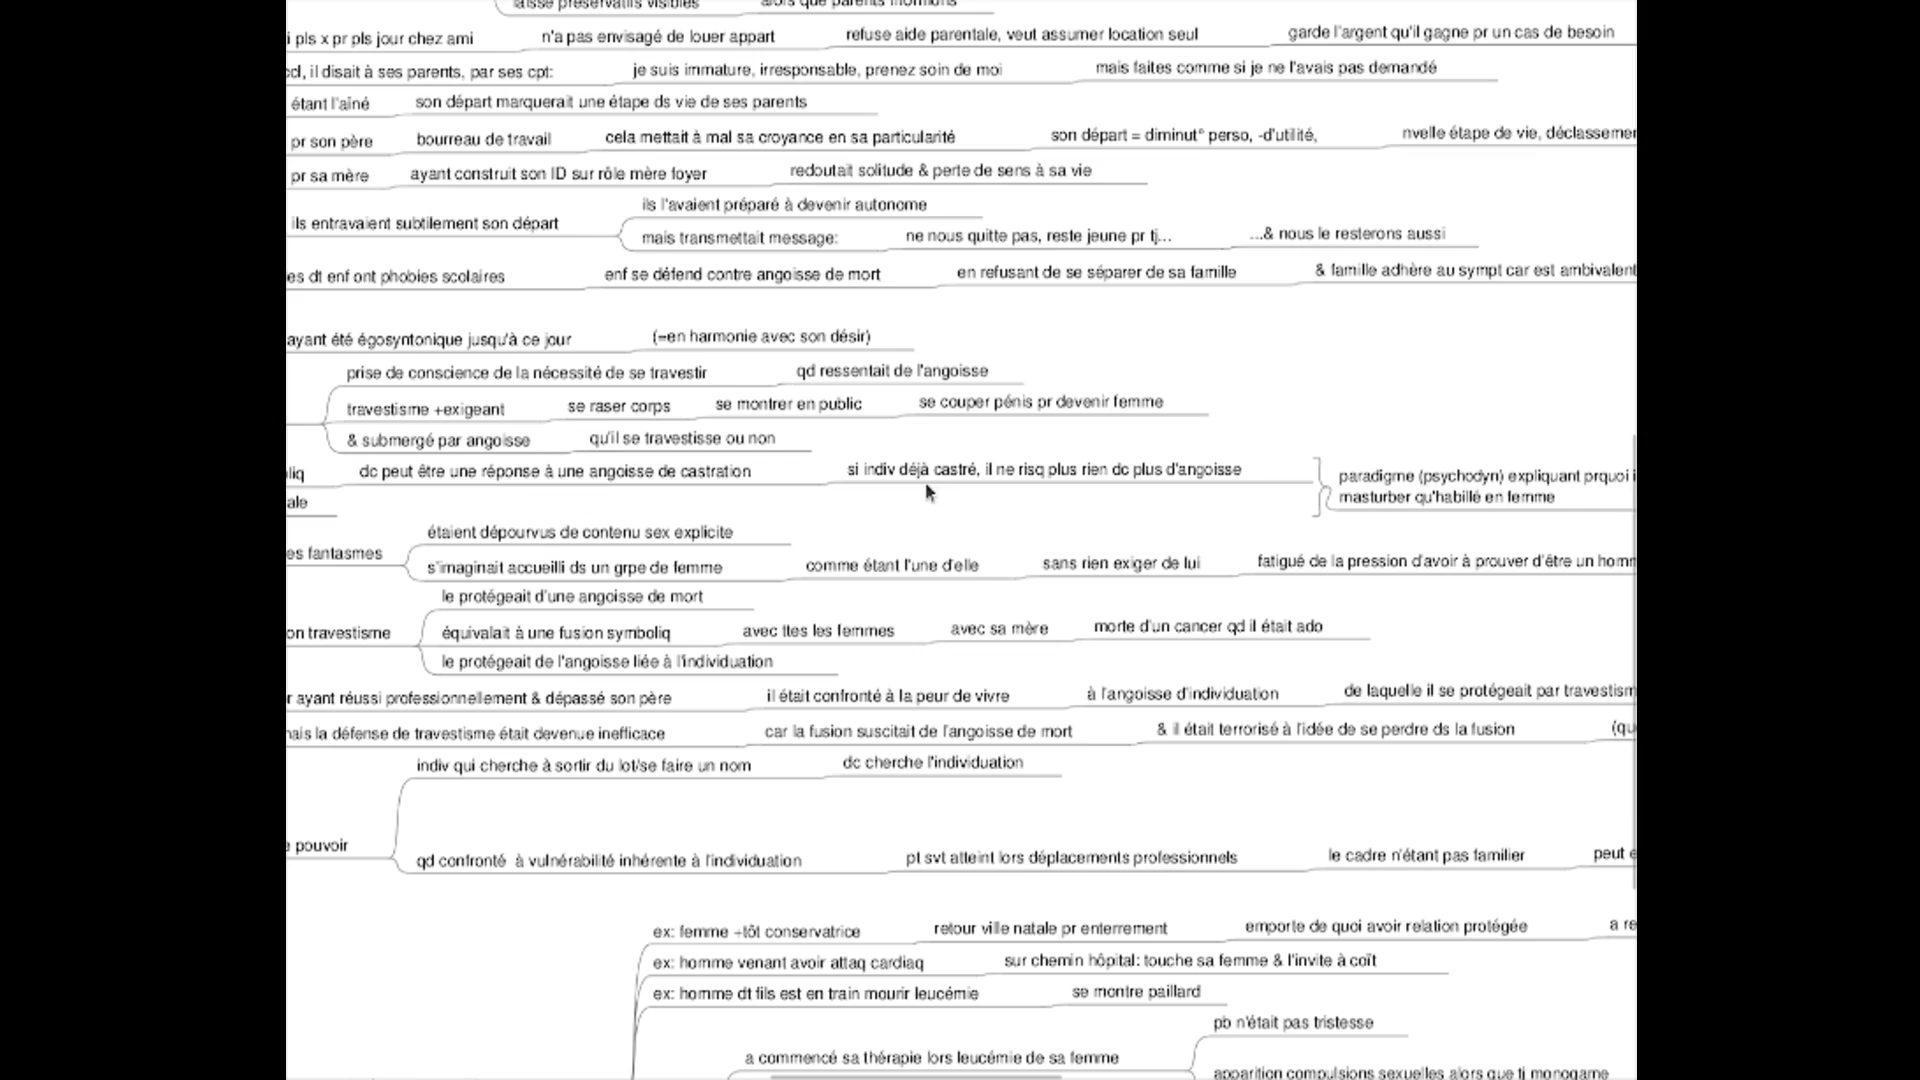 laisse préservatifs visibles alors que parents mormons
i pls x pr pls jour chez ami n'a pas envisagé de louer appart refuse aide parentale, veut assumer location seul garde l'argent qu'il gagne pr un cas de besoin
cd, il disait à ses parents, par ses cpt: je suis immature, irresponsable, prenez soin de moi mais faites comme si je ne l'avais pas demandé
étant l'aîné son départ marquerait une étape ds vie de ses parents
pr son père bourreau de travail cela mettait à mal sa croyance en sa particularité son départ = diminut° perso, -d'utilité, nvelle étape de vie, déclassemer
pr sa mère ayant construit son ID sur rôle mère foyer redoutait solitude & perte de sens à sa vie
ils l'avaient préparé à devenir autonome
ils entravaient subtilement son départ
mais transmettait message: ne nous quitte pas, reste jeune pr tj... ...& nous le resterons aussi
es dt enf ont phobies scolaires enf se défend contre angoisse de mort en refusant de se séparer de sa famille & famille adhère au sympt car est ambivalent
ayant été égosyntonique jusqu'à ce jour (=en harmonie avec son désir)
prise de conscience de la nécessité de se travestir qd ressentait de l'angoisse
travestisme +exigeant se raser corps se montrer en public se couper pénis pr devenir femme
& submergé par angoisse qu'il se travestisse ou non
liq dc peut être une réponse à une angoisse de castration si indiv déjà castré, il ne risq plus rien dc plus d'angoisse
paradigme (psychodyn) expliquant prquoi i
masturber qu'habillé en femme
ale
étaient dépourvus de contenu sex explicite
es fantasmes
s'imaginait accueilli ds un grpe de femme comme étant l'une d'elle sans rien exiger de lui fatigué de la pression d'avoir à prouver d'être un homm
le protégeait d'une angoisse de mort
on travestisme équivalait à une fusion symboliq avec ttes les femmes avec sa mère morte d'un cancer qd il était ado
le protégeait de l'angoisse liée à l'individuation
r ayant réussi professionnellement & dépassé son père il était confronté à la peur de vivre à l'angoisse d'individuation de laquelle il se protégeait par travestism
nais la défense de travestisme était devenue inefficace car la fusion suscitait de l'angoisse de mort & il était terrorisé à l'idée de se perdre ds la fusion (qu
indiv qui cherche à sortir du lot/se faire un nom dc cherche l'individuation
e pouvoir
qd confronté à vulnérabilité inhérente à l'individuation pt svt atteint lors déplacements professionnels le cadre n'étant pas familier peut e
ex: femme +tôt conservatrice retour ville natale pr enterrement emporte de quoi avoir relation protégée a re
ex: homme venant avoir attaq cardiaq sur chemin hôpital: touche sa femme & l'invite à coït
ex: homme dt fils est en train mourir leucémie se montre paillard
pb n'était pas tristesse
a commencé sa thérapie lors leucémie de sa femme
apparition compulsions sexuelles alors que tj monogame